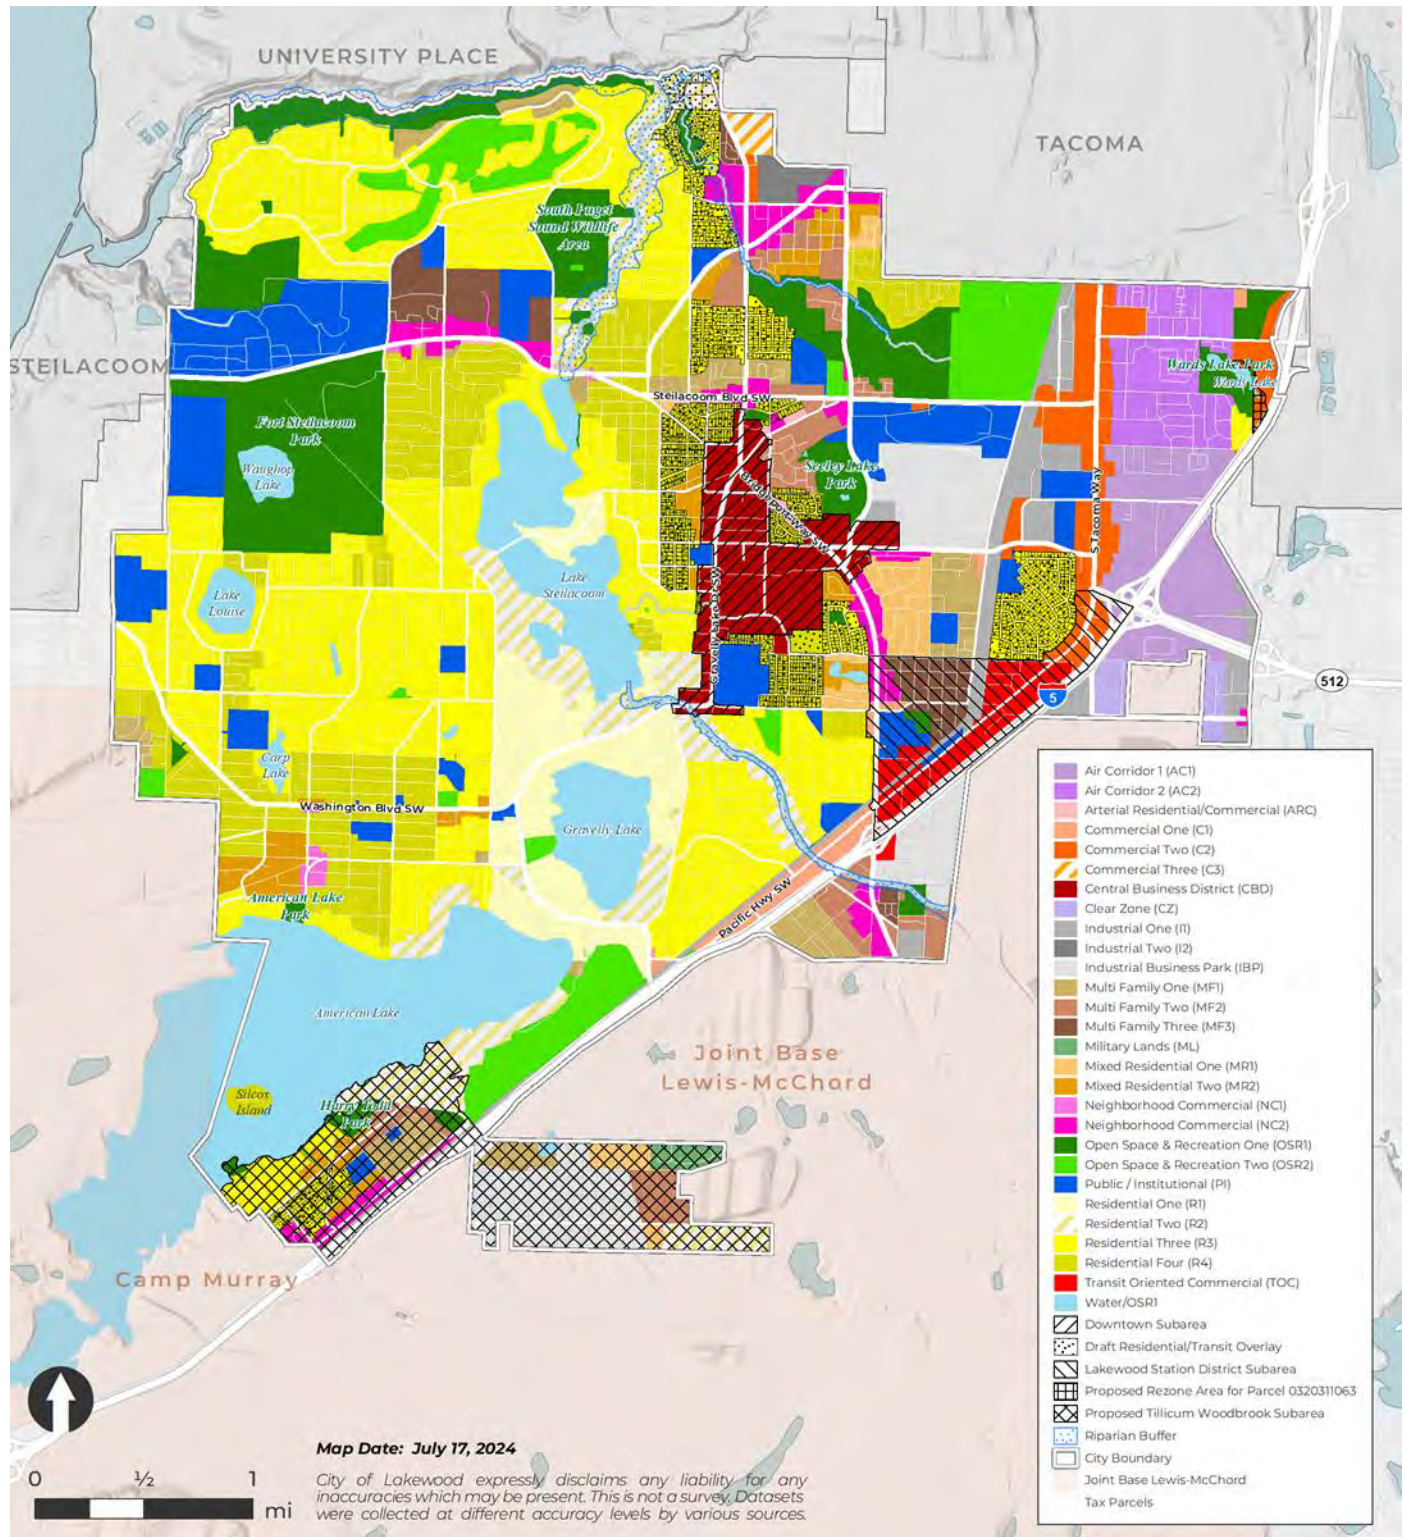 UNIVERSITY PLACE
TACOMA
South Puget
Sound Wildlife
Area
STEILACOOM
Wards Lake Park
Wards Lake
Steilacoom Blvd SW
Fort Steilacoom
Park
Waughop
Lake
Seeley Lake
Park
Bridgeport Way SW
S Tacoma Way
Lake
Steilacoom
Lake
Louise
Gravelly Lake Dr SW
512
5
Carp
Lake
Washington Blvd SW
Gravelly Lake
American Lake
Park
Pacific Hwy SW
American Lake
Joint Base
Lewis-McChord
Silcox
Island
Harry Todd
Park
Camp Murray
Air Corridor 1 (AC1)
Air Corridor 2 (AC2)
Arterial Residential/Commercial (ARC)
Commercial One (C1)
Commercial Two (C2)
Commercial Three (C3)
Central Business District (CBD)
Clear Zone (CZ)
Industrial One (I1)
Industrial Two (I2)
Industrial Business Park (IBP)
Multi Family One (MF1)
Multi Family Two (MF2)
Multi Family Three (MF3)
Military Lands (ML)
Mixed Residential One (MR1)
Mixed Residential Two (MR2)
Neighborhood Commercial (NC1)
Neighborhood Commercial (NC2)
Open Space & Recreation One (OSR1)
Open Space & Recreation Two (OSR2)
Public / Institutional (PI)
Residential One (R1)
Residential Two (R2)
Residential Three (R3)
Residential Four (R4)
Transit Oriented Commercial (TOC)
Water/OSR1
Downtown Subarea
Draft Residential/Transit Overlay
Lakewood Station District Subarea
Proposed Rezone Area for Parcel 0320311063
Proposed Tillicum Woodbrook Subarea
Riparian Buffer
City Boundary
Joint Base Lewis-McChord
Tax Parcels
Map Date: July 17, 2024
0 ½ 1
mi
City of Lakewood expressly disclaims any liability for any
inaccuracies which may be present. This is not a survey. Datasets
were collected at different accuracy levels by various sources.